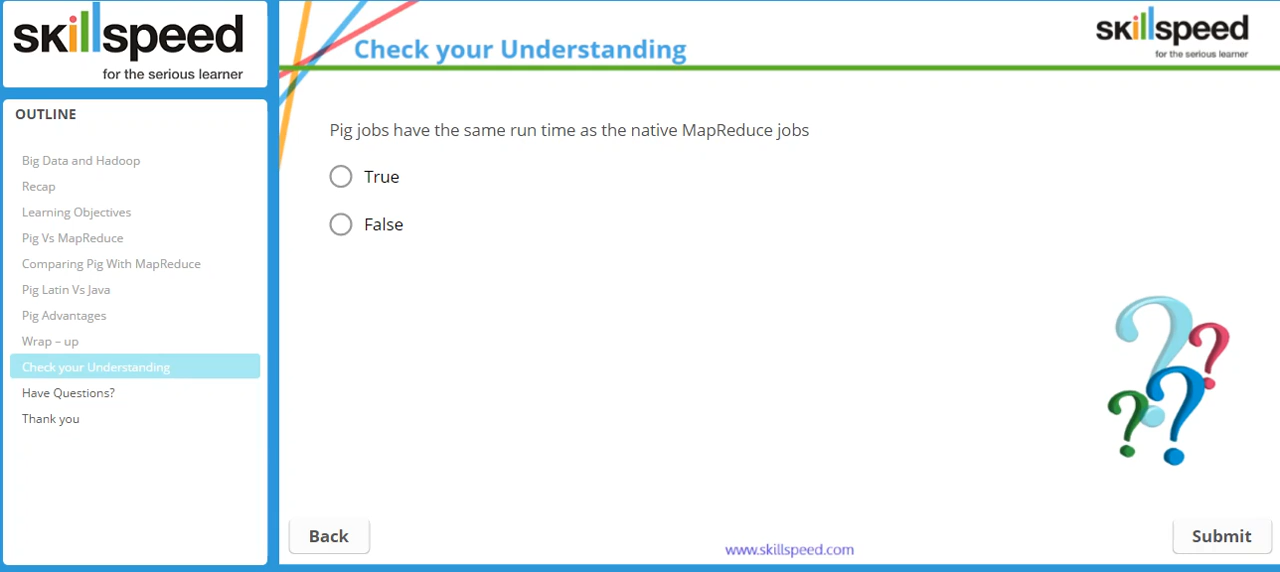 skillspeed
for the serious learner
OUTLINE
Big Data and Hadoop
Recap
Learning Objectives
Pig Vs MapReduce
Comparing Pig With MapReduce
Pig Latin Vs Java
Pig Advantages
Wrap – up
Check your Understanding
Have Questions?
Thank you
Check your Understanding
skillspeed
for the serious learner
Pig jobs have the same run time as the native MapReduce jobs
True
False
Back
www.skillspeed.com
Submit